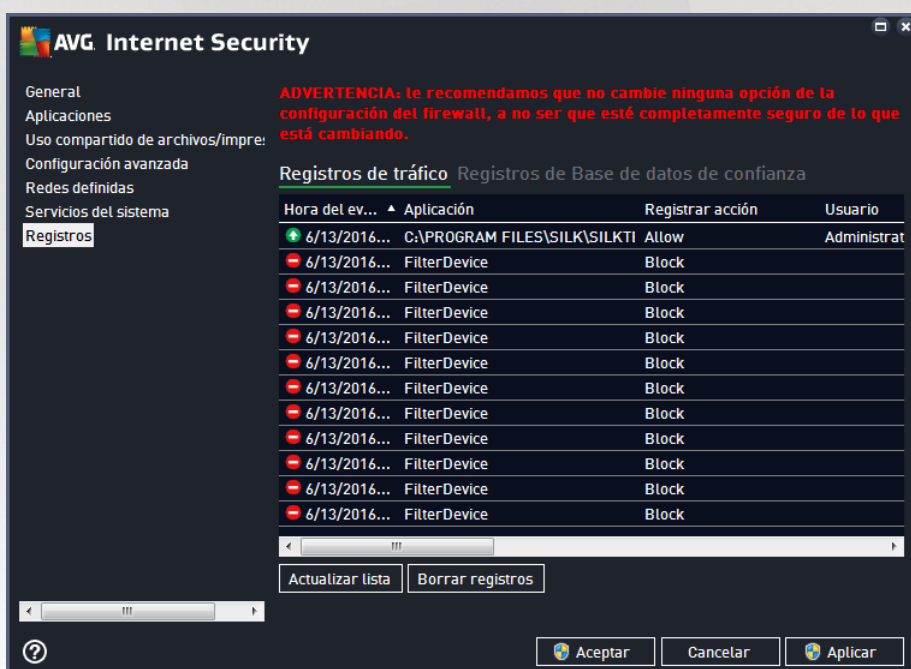 AVG. Internet Security
General
Aplicaciones
Uso compartido de archivos/impre
Configuración avanzada
Redes definidas
Servicios del sistema
Registros
ADVERTENCIA: le recomendamos que no cambie ninguna opción de la
configuración del firewall, a no ser que esté completamente seguro de lo que
está cambiando.
Registros de tráfico Registros de Base de datos de confianza
Hora del ev... Aplicación Registrar acción Usuario
6/13/2016... C:\PROGRAM FILES\SILK\SILKTI Allow Administrat
6/13/2016... FilterDevice Block
6/13/2016... FilterDevice Block
6/13/2016... FilterDevice Block
6/13/2016... FilterDevice Block
6/13/2016... FilterDevice Block
6/13/2016... FilterDevice Block
6/13/2016... FilterDevice Block
6/13/2016... FilterDevice Block
6/13/2016... FilterDevice Block
6/13/2016... FilterDevice Block
6/13/2016... FilterDevice Block
Actualizar lista Borrar registros
Aceptar Cancelar Aplicar